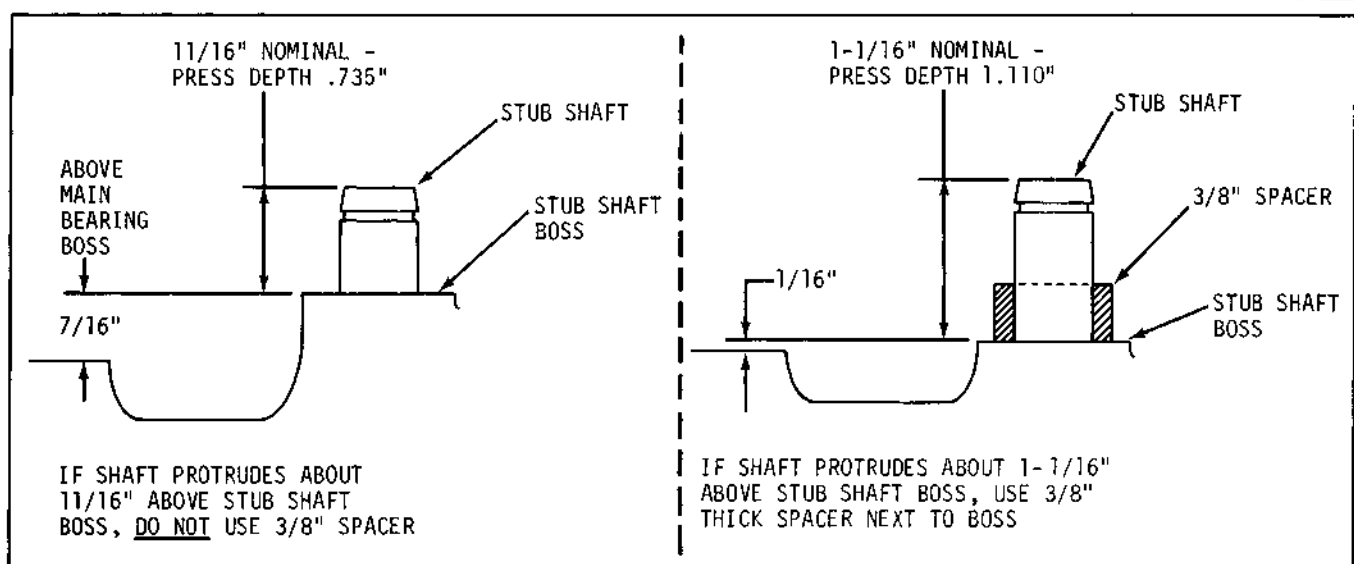 11/16" NOMINAL -
PRESS DEPTH .735"
STUB SHAFT
ABOVE
MAIN
BEARING
BOSS
STUB SHAFT
BOSS
7/16"
IF SHAFT PROTRUDES ABOUT
11/16" ABOVE STUB SHAFT
BOSS, DO NOT USE 3/8" SPACER
1-1/16" NOMINAL -
PRESS DEPTH 1.110"
STUB SHAFT
3/8" SPACER
1/16"
STUB SHAFT
BOSS
IF SHAFT PROTRUDES ABOUT 1-1/16"
ABOVE STUB SHAFT BOSS, USE 3/8"
THICK SPACER NEXT TO BOSS